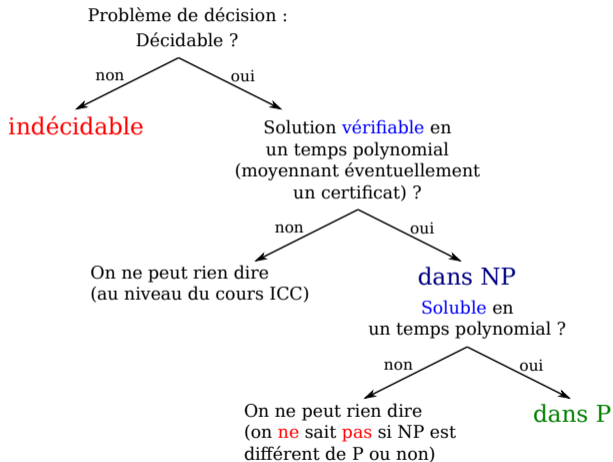 Problème de décision :
Décidable ?
non
oui
indécidable
Solution vérifiable en
un temps polynomial
(moyennant éventuellement
un certificat) ?
non
oui
On ne peut rien dire
(au niveau du cours ICC)
dans NP
Soluble en
un temps polynomial ?
non
oui
On ne peut rien dire
(on ne sait pas si NP est
différent de P ou non)
dans P